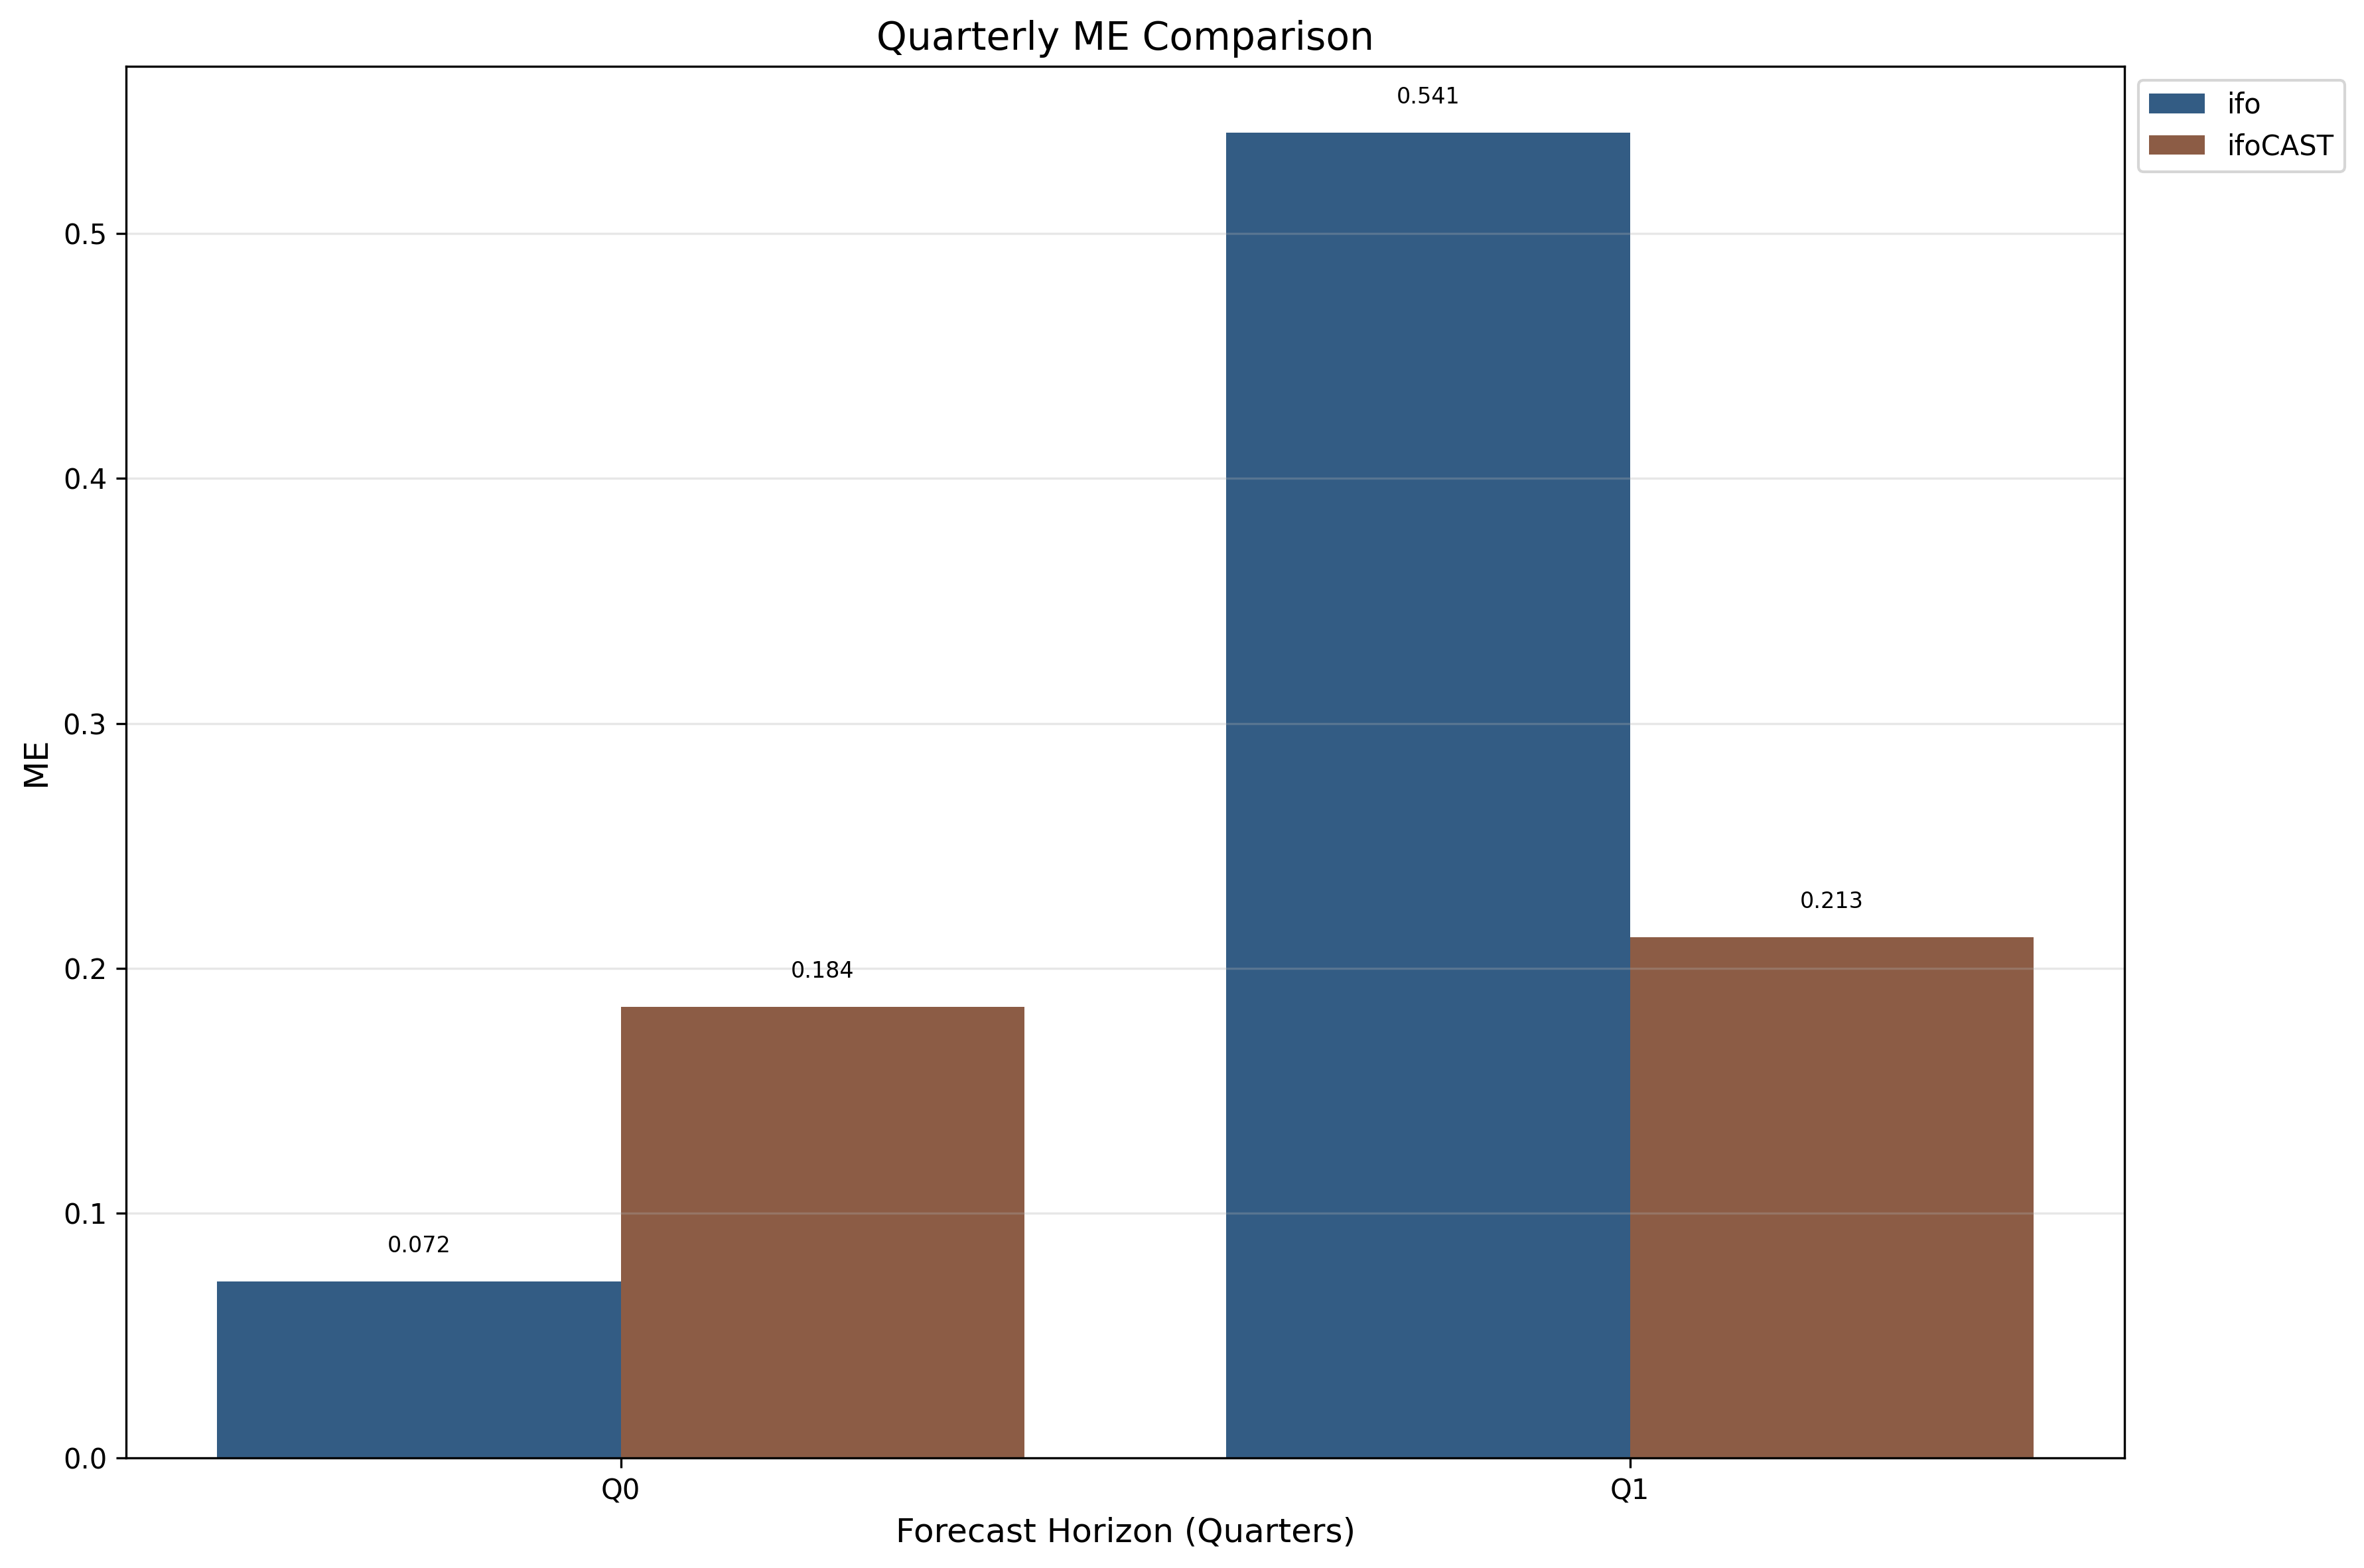 Quarterly ME Comparison
ifo
ifoCAST
0.541
0.5
0.4
0.3
0.2
0.1
0.0
ME
0.213
0.184
0.072
Q0
Q1
Forecast Horizon (Quarters)